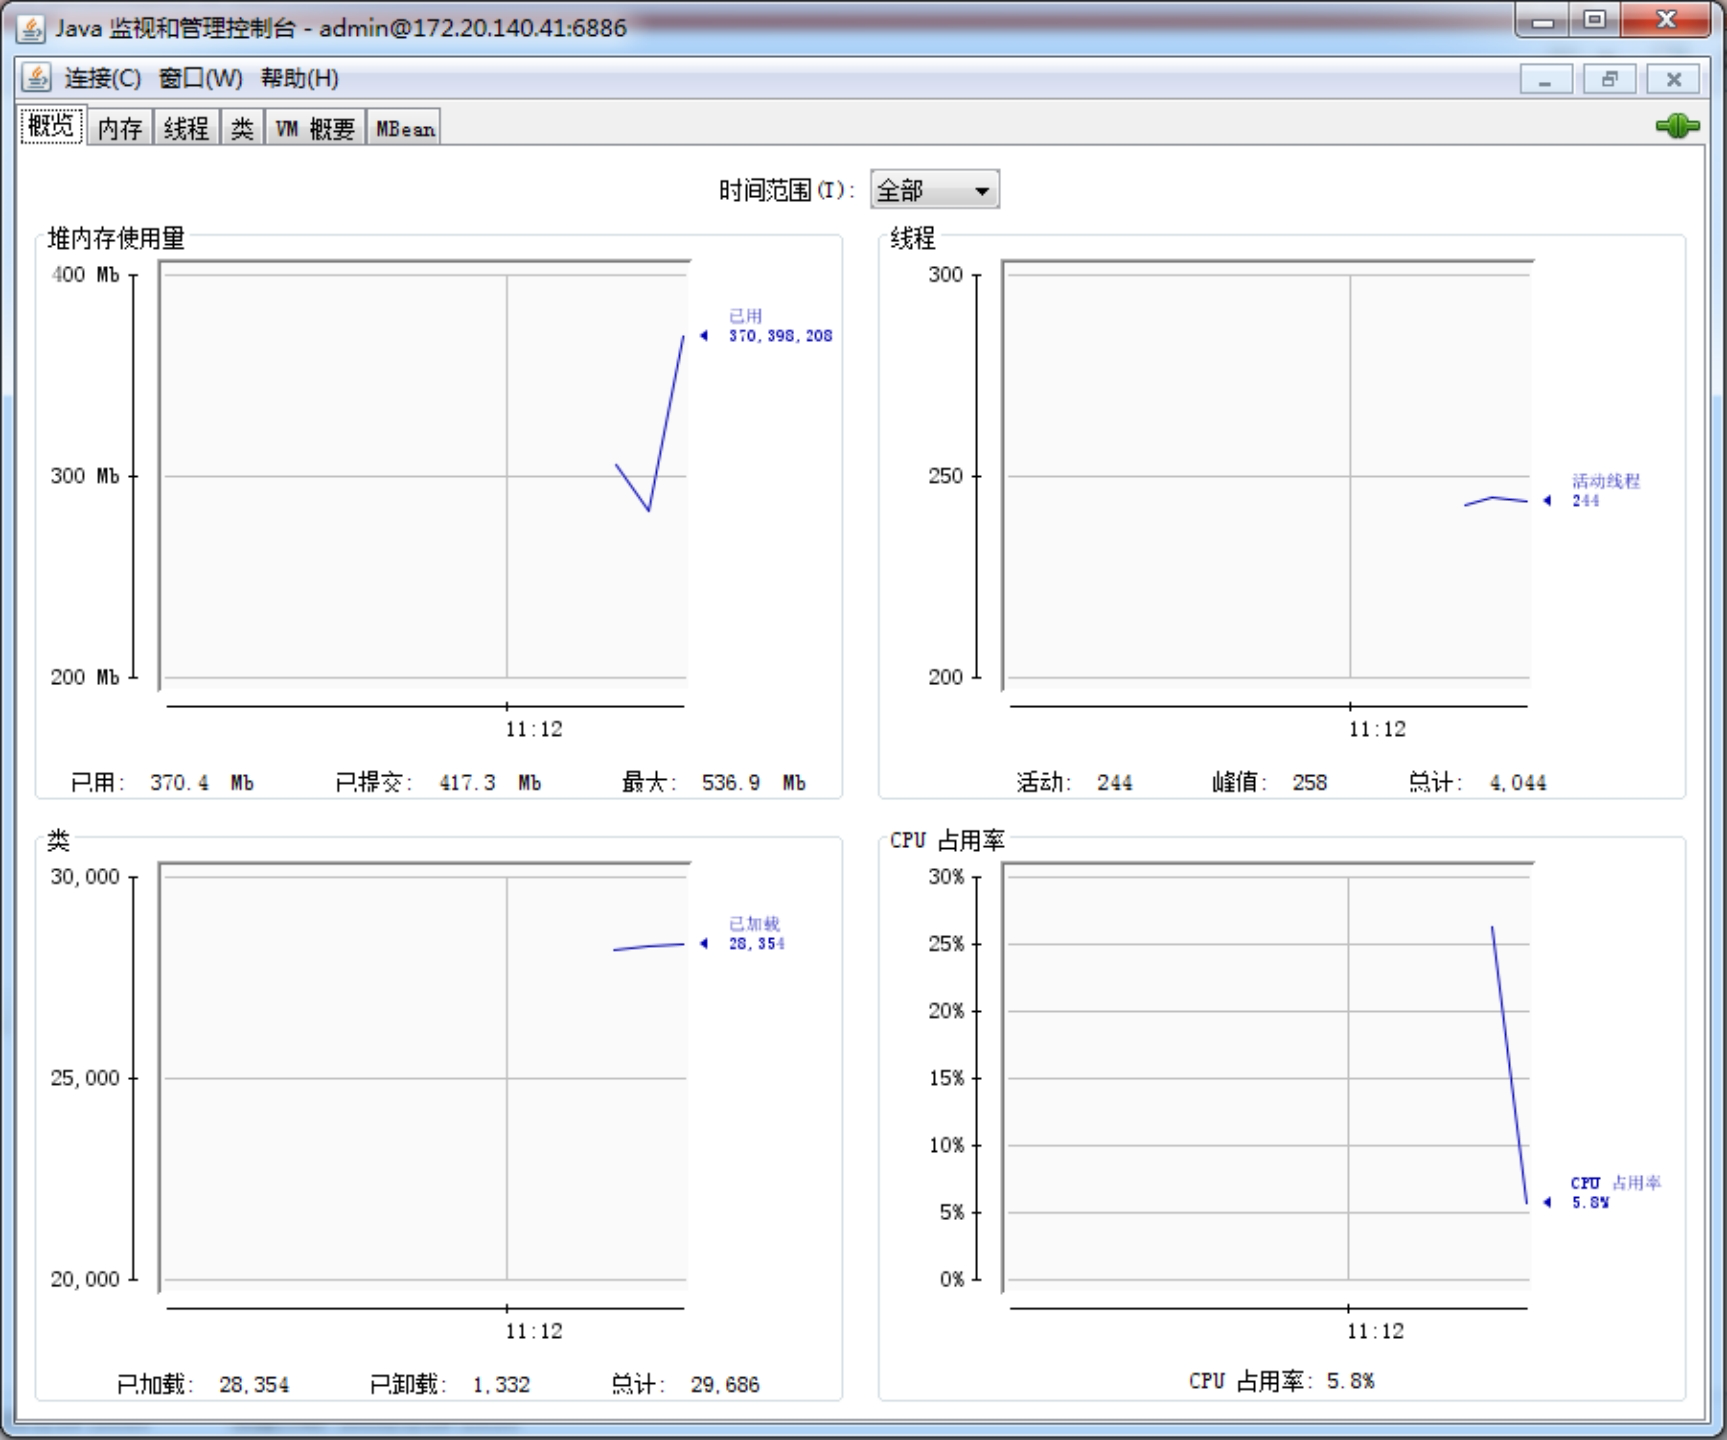 Java 监视和管理控制台 - admin@172.20.140.41:6886
连接(C) 窗口(W) 帮助(H)
概览 内存 线程 类 VM 概要 MBean
时间范围(T): 全部
堆内存使用量
400 Mb
300 Mb
200 Mb
已用
370,398,208
11:12
已用: 370.4 Mb 已提交: 417.3 Mb 最大: 536.9 Mb
线程
300
250
200
活动线程
244
11:12
活动: 244 峰值: 258 总计: 4,044
类
30,000
25,000
20,000
已加载
28,354
11:12
已加载: 28,354 已卸载: 1,332 总计: 29,686
CPU 占用率
30%
25%
20%
15%
10%
5%
0%
CPU 占用率
5.8%
11:12
CPU 占用率: 5.8%